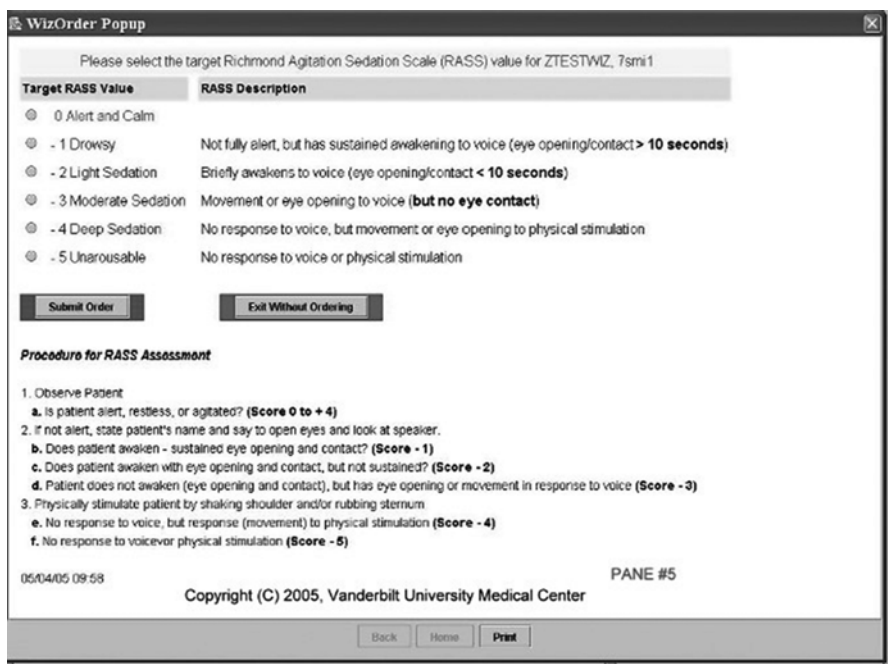 WizOrder Popup
Please select the target Richmond Agitation Sedation Scale (RASS) value for ZTESTWIZ, 7smi1
Target RASS Value RASS Description
0 Alert and Calm
- 1 Drowsy Not fully alert, but has sustained awakening to voice (eye opening/contact > 10 seconds)
- 2 Light Sedation Briefly awakens to voice (eye opening/contact < 10 seconds)
- 3 Moderate Sedation Movement or eye opening to voice (but no eye contact)
- 4 Deep Sedation No response to voice, but movement or eye opening to physical stimulation
- 5 Unarousable No response to voice or physical stimulation
Submit Order Exit Without Ordering
Procedure for RASS Assessment
1. Observe Patient
a. Is patient alert, restless, or agitated? (Score 0 to + 4)
2. If not alert, state patient's name and say to open eyes and look at speaker.
b. Does patient awaken - sustained eye opening and contact? (Score - 1)
c. Does patient awaken with eye opening and contact, but not sustained? (Score - 2)
d. Patient does not awaken (eye opening and contact), but has eye opening or movement in response to voice (Score - 3)
3. Physically stimulate patient by shaking shoulder and/or rubbing sternum
e. No response to voice, but response (movement) to physical stimulation (Score - 4)
f. No response to voicevor physical stimulation (Score - 5)
05/04/05 09:58 PANE #5
Copyright (C) 2005, Vanderbilt University Medical Center
Back Home Print